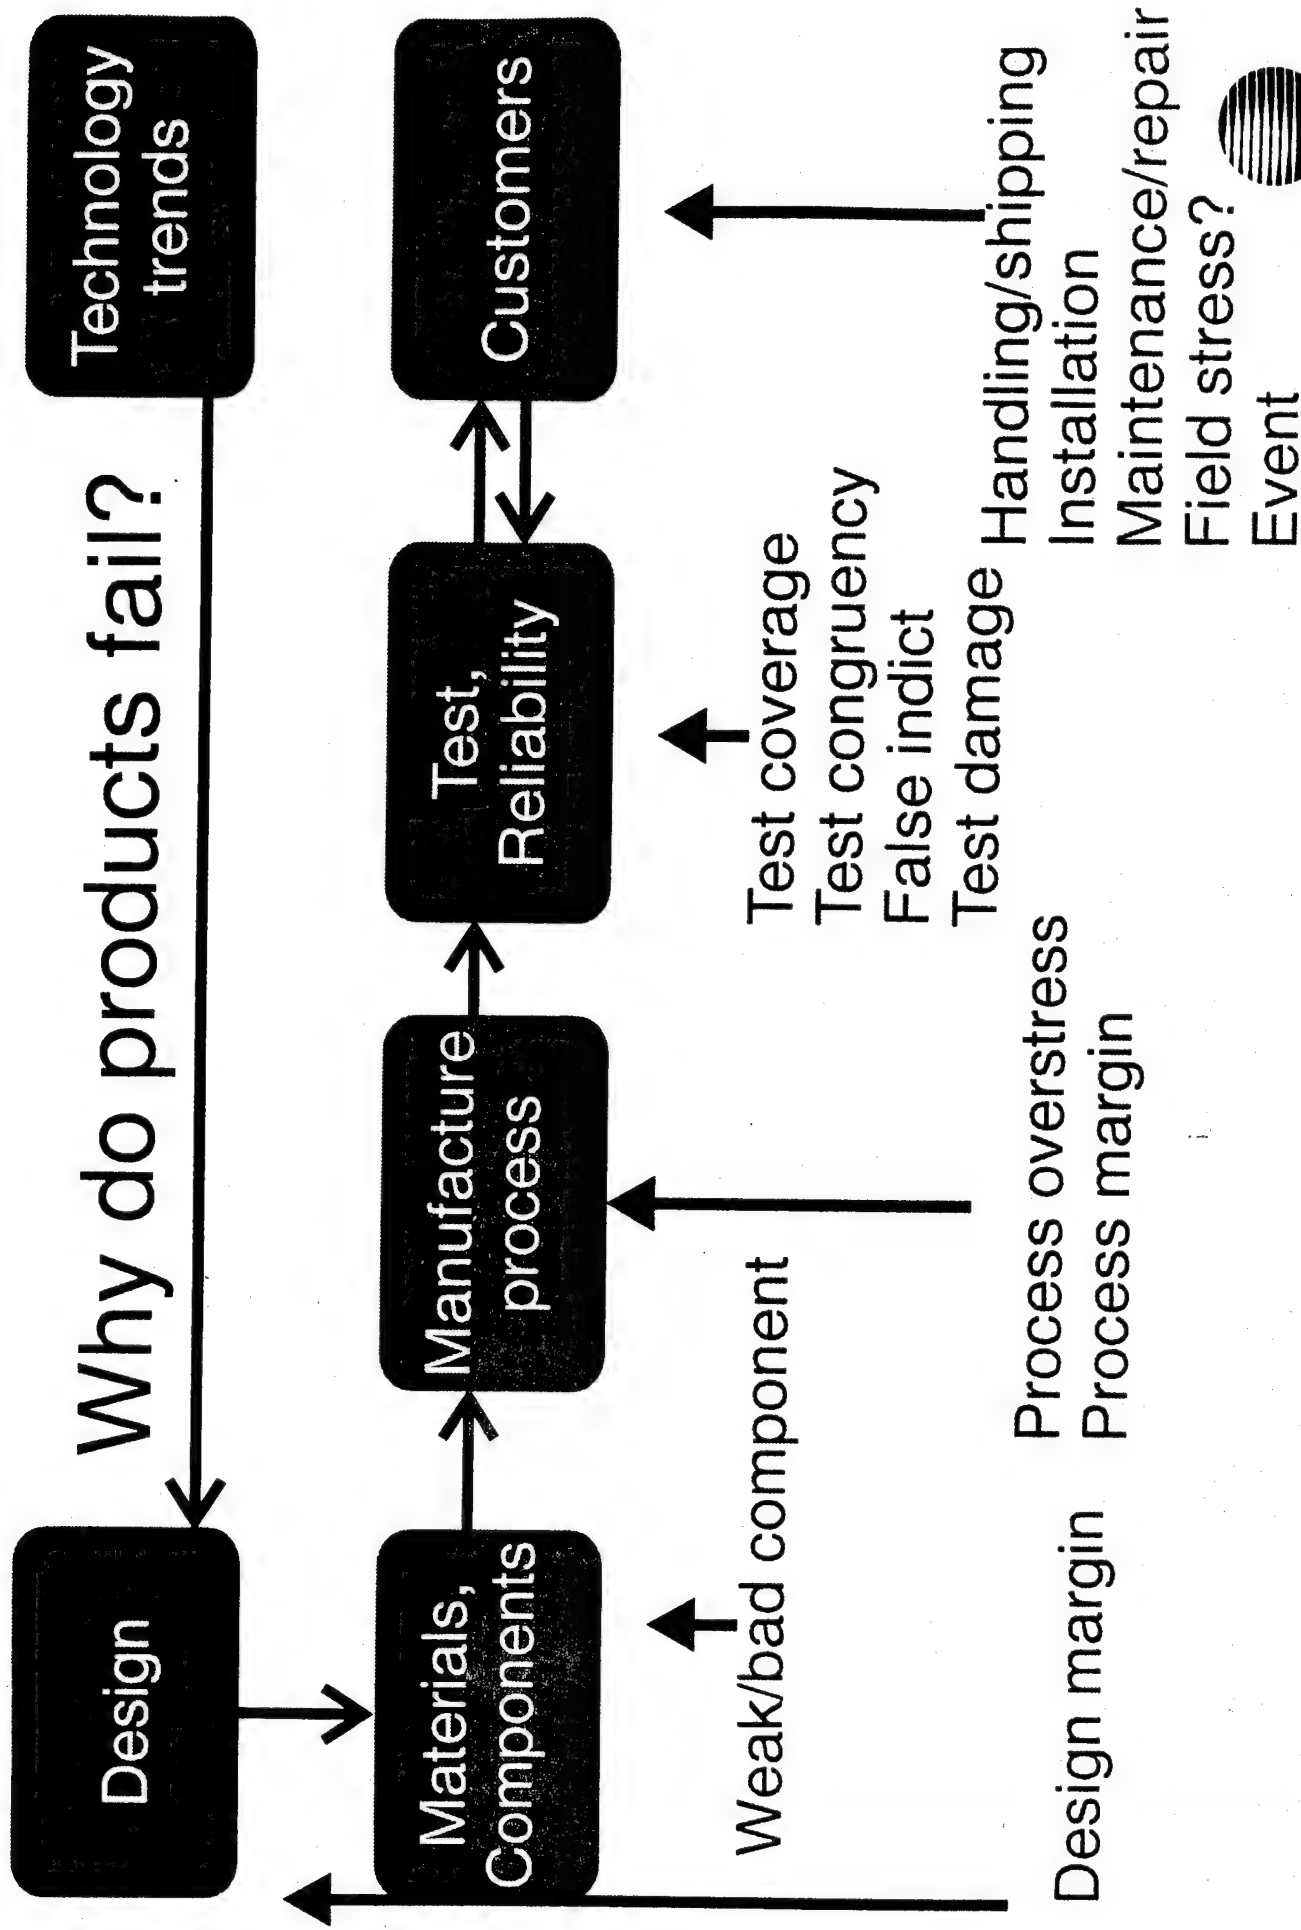 Why do products fail?
Design
Technology
trends
Materials,
Components
Manufacture
process
Test,
Reliability
Customers
Weak/bad component
Design margin
Process overstress
Process margin
Test coverage
Test congruency
False indict
Test damage
Handling/shipping
Installation
Maintenance/repair
Field stress?
Event